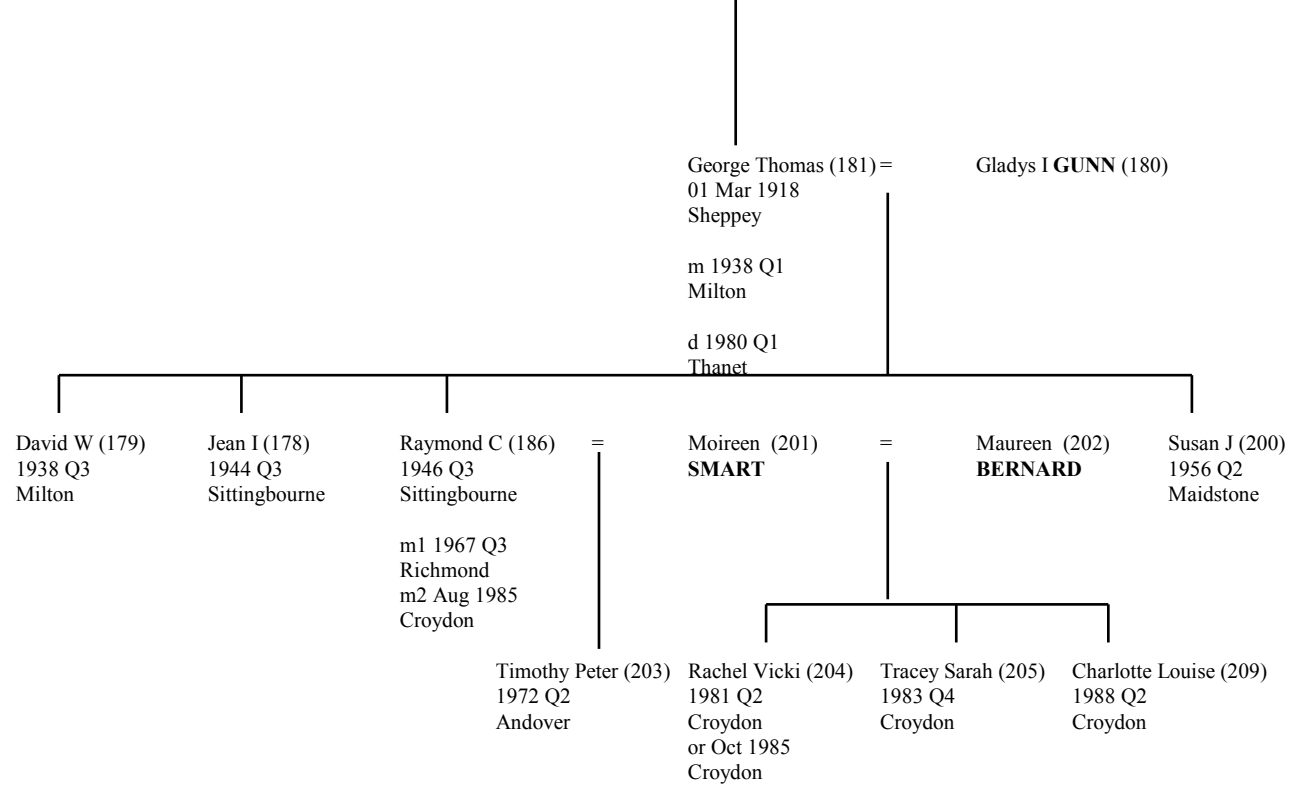 George Thomas (181) = Gladys I GUNN (180)
01 Mar 1918
Sheppey
m 1938 Q1
Milton
d 1980 Q1
Thanet
David W (179)
1938 Q3
Milton
Jean I (178)
1944 Q3
Sittingbourne
Raymond C (186) =
1946 Q3
Sittingbourne
m1 1967 Q3
Richmond
m2 Aug 1985
Croydon
Moireen (201) =
SMART
Maureen (202)
BERNARD
Susan J (200)
1956 Q2
Maidstone
Timothy Peter (203)
1972 Q2
Andover
Rachel Vicki (204)
1981 Q2
Croydon
or Oct 1985
Croydon
Tracey Sarah (205)
1983 Q4
Croydon
Charlotte Louise (209)
1988 Q2
Croydon